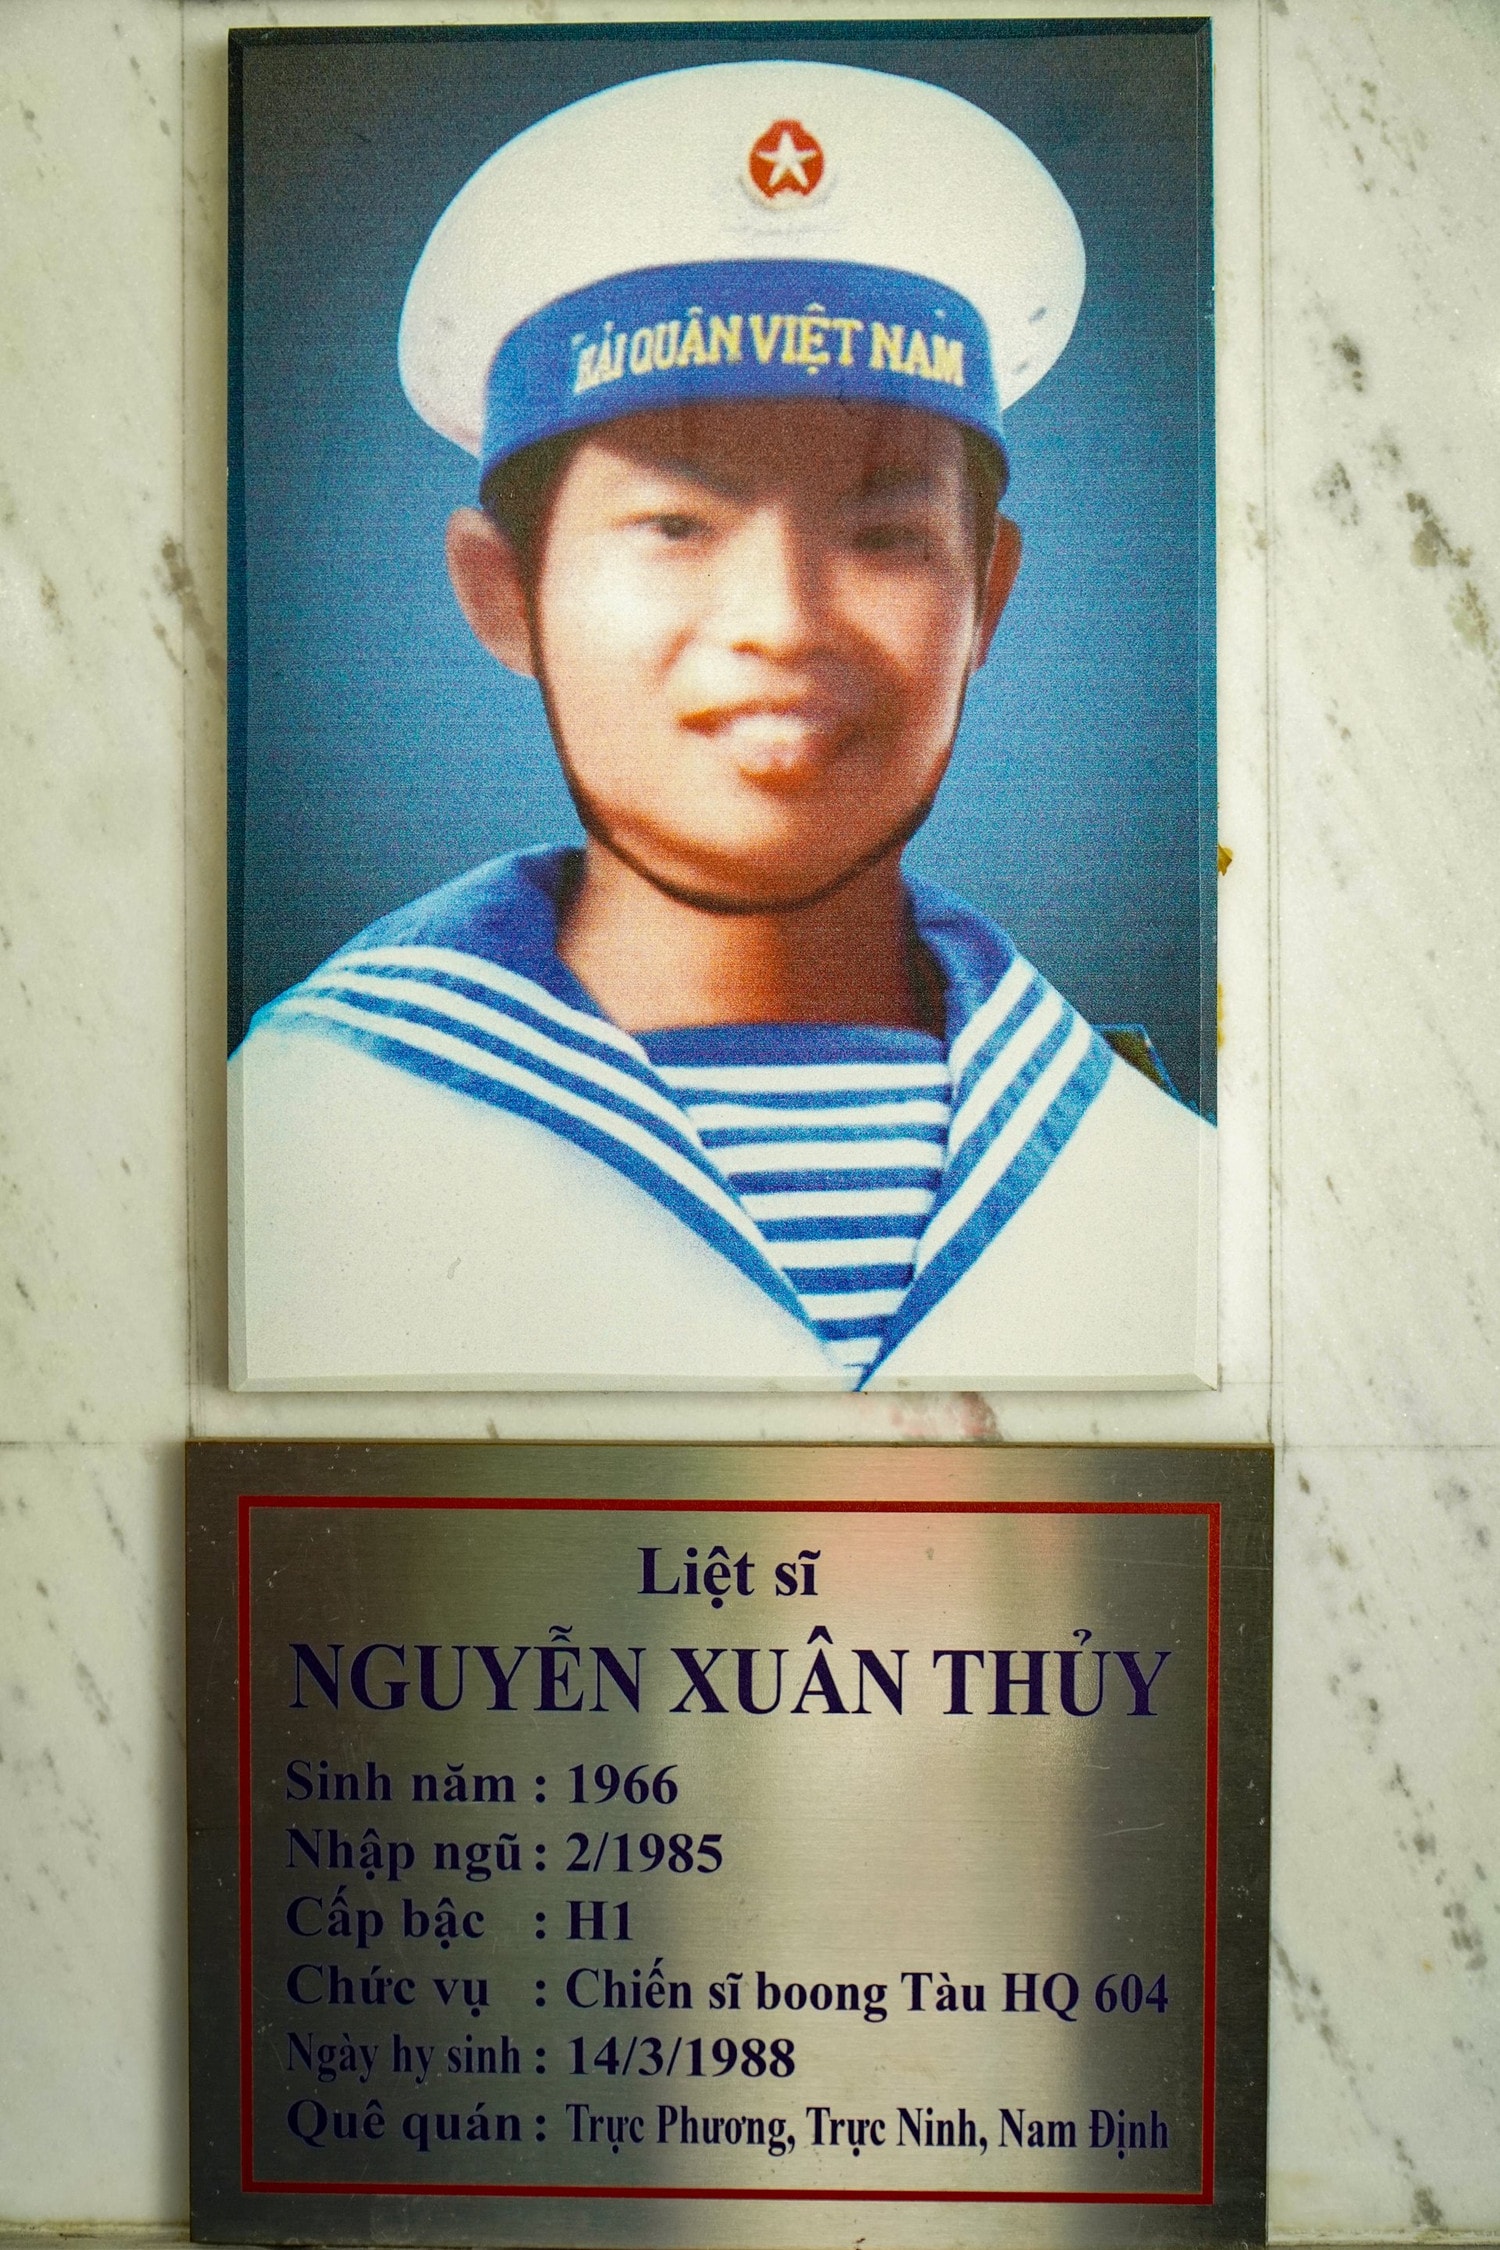 HẢI QUÂN VIỆT NAM
Liệt sĩ
NGUYỄN XUÂN THỦY
Sinh năm : 1966
Nhập ngũ : 2/1985
Cấp bậc : H1
Chức vụ : Chiến sĩ boong Tàu HQ 604
Ngày hy sinh : 14/3/1988
Quê quán : Trực Phương, Trực Ninh, Nam Định